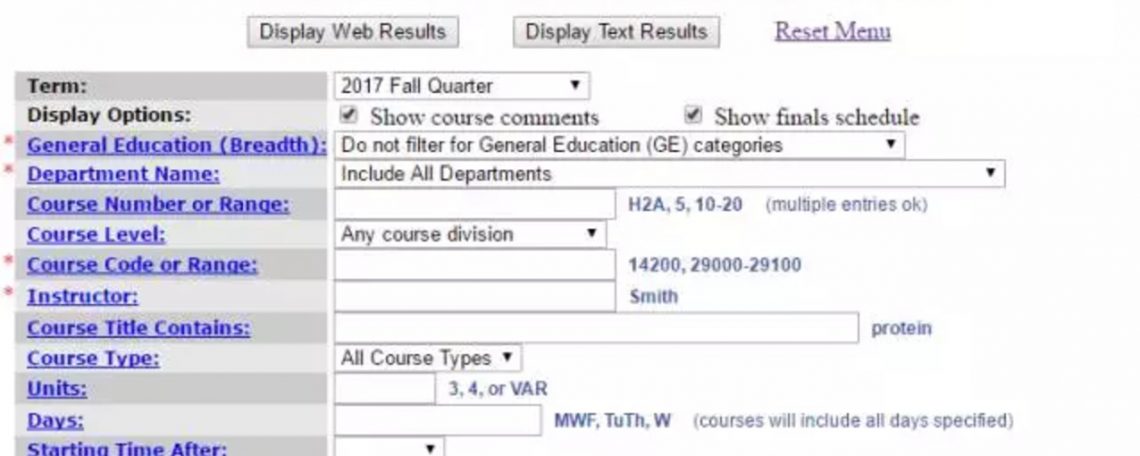 Display Web Results Display Text Results Reset Menu
Term: 2017 Fall Quarter
Display Options: Show course comments Show finals schedule
* General Education (Breadth): Do not filter for General Education (GE) categories
* Department Name: Include All Departments
Course Number or Range: H2A, 5, 10-20 (multiple entries ok)
Course Level: Any course division
* Course Code or Range: 14200, 29000-29100
* Instructor: Smith
Course Title Contains: protein
Course Type: All Course Types
Units: 3, 4, or VAR
Days: MWF, TuTh, W (courses will include all days specified)
Starting Time After: